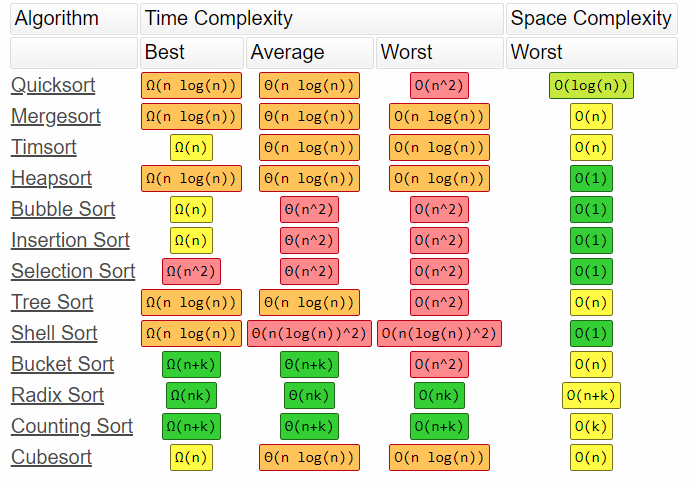 Algorithm Time Complexity Space Complexity
Best Average Worst Worst
Quicksort Ω(n log(n)) Θ(n log(n)) O(n^2) O(log(n))
Mergesort Ω(n log(n)) Θ(n log(n)) O(n log(n)) O(n)
Timsort Ω(n) Θ(n log(n)) O(n log(n)) O(n)
Heapsort Ω(n log(n)) Θ(n log(n)) O(n log(n)) O(1)
Bubble Sort Ω(n) Θ(n^2) O(n^2) O(1)
Insertion Sort Ω(n) Θ(n^2) O(n^2) O(1)
Selection Sort Ω(n^2) Θ(n^2) O(n^2) O(1)
Tree Sort Ω(n log(n)) Θ(n log(n)) O(n^2) O(n)
Shell Sort Ω(n log(n)) Θ(n(log(n))^2) O(n(log(n))^2) O(1)
Bucket Sort Ω(n+k) Θ(n+k) O(n^2) O(n)
Radix Sort Ω(nk) Θ(nk) O(nk) O(n+k)
Counting Sort Ω(n+k) Θ(n+k) O(n+k) O(k)
Cubesort Ω(n) Θ(n log(n)) O(n log(n)) O(n)